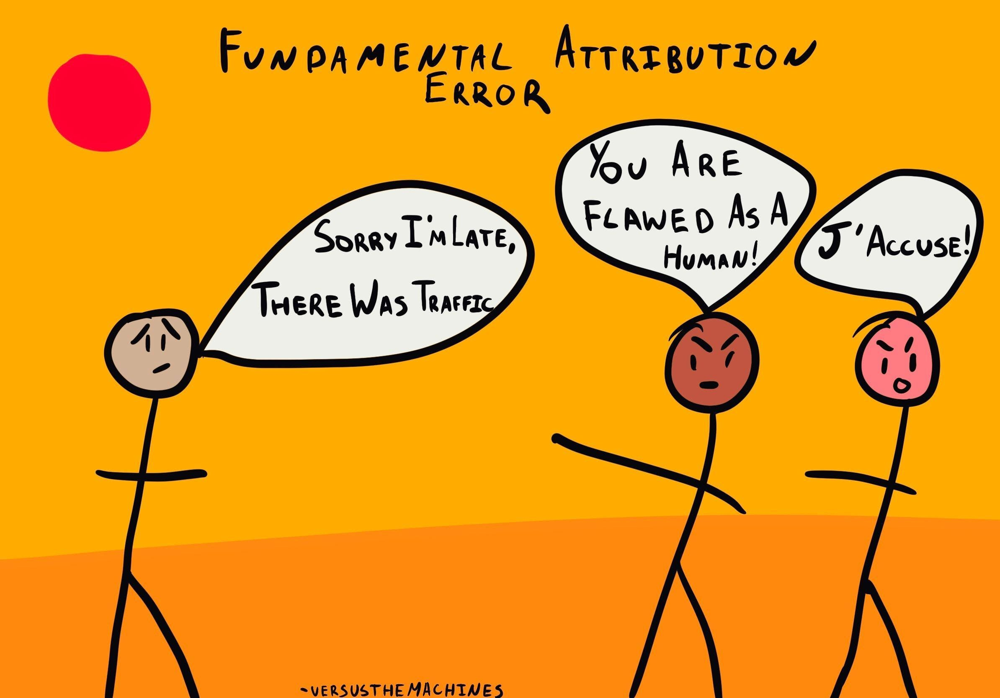 Fundamental Attribution
Error
Sorry I'm Late,
There Was Traffic
You Are
Flawed As A
Human!
J'Accuse!
-versusthemachines